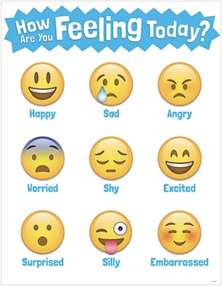 How
Are You
Feeling Today?
Happy
Sad
Angry
Worried
Shy
Excited
Surprised
Silly
Embarrassed